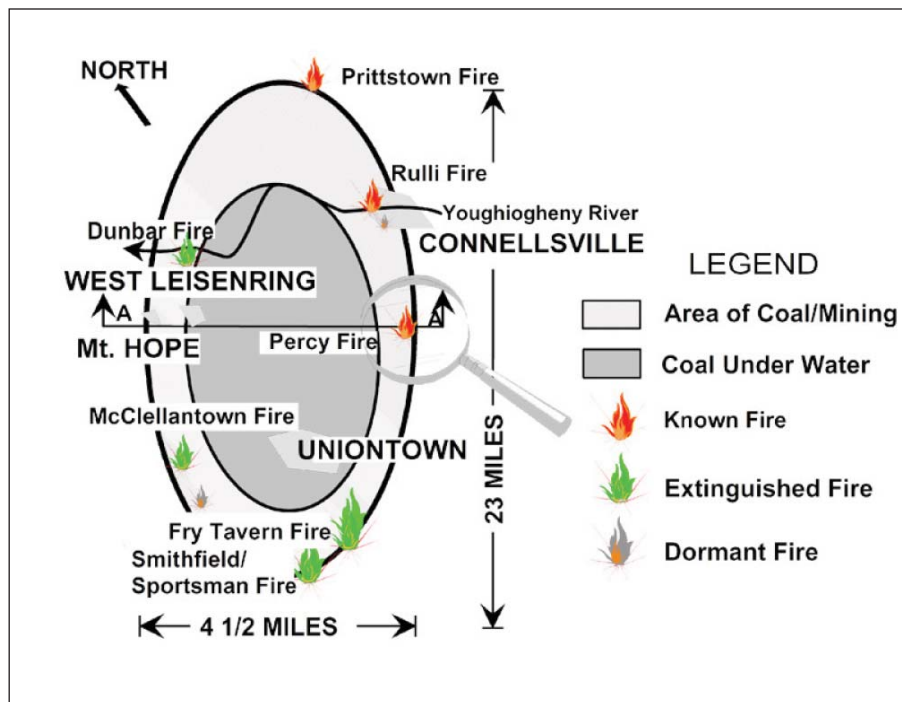 NORTH
Prittstown Fire
Rulli Fire
Youghiogheny River
CONNELLSVILLE
Dunbar Fire
WEST LEISENRING
A
A
Mt. HOPE
Percy Fire
McClellantown Fire
UNIONTOWN
Fry Tavern Fire
Smithfield/
Sportsman Fire
4 1/2 MILES
23 MILES
LEGEND
Area of Coal/Mining
Coal Under Water
Known Fire
Extinguished Fire
Dormant Fire